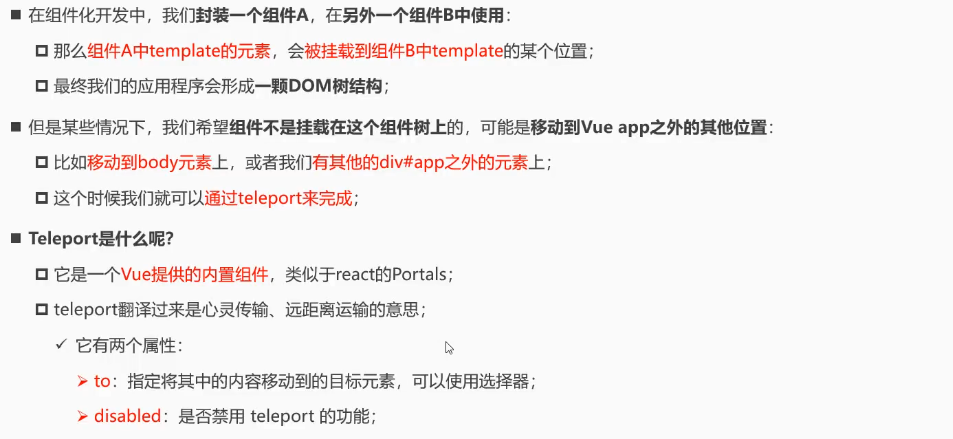 在组件化开发中，我们封装一个组件A，在另外一个组件B中使用：
那么组件A中template的元素，会被挂载到组件B中template的某个位置；
最终我们的应用程序会形成一颗DOM树结构；
但是某些情况下，我们希望组件不是挂载在这个组件树上的，可能是移动到Vue app之外的其他位置：
比如移动到body元素上，或者我们有其他的div#app之外的元素上；
这个时候我们就可以通过teleport来完成；
Teleport是什么呢？
它是一个Vue提供的内置组件，类似于react的Portals；
teleport翻译过来是心灵传输、远距离运输的意思；
它有两个属性：
to：指定将其中的内容移动到的目标元素，可以使用选择器；
disabled：是否禁用 teleport 的功能；